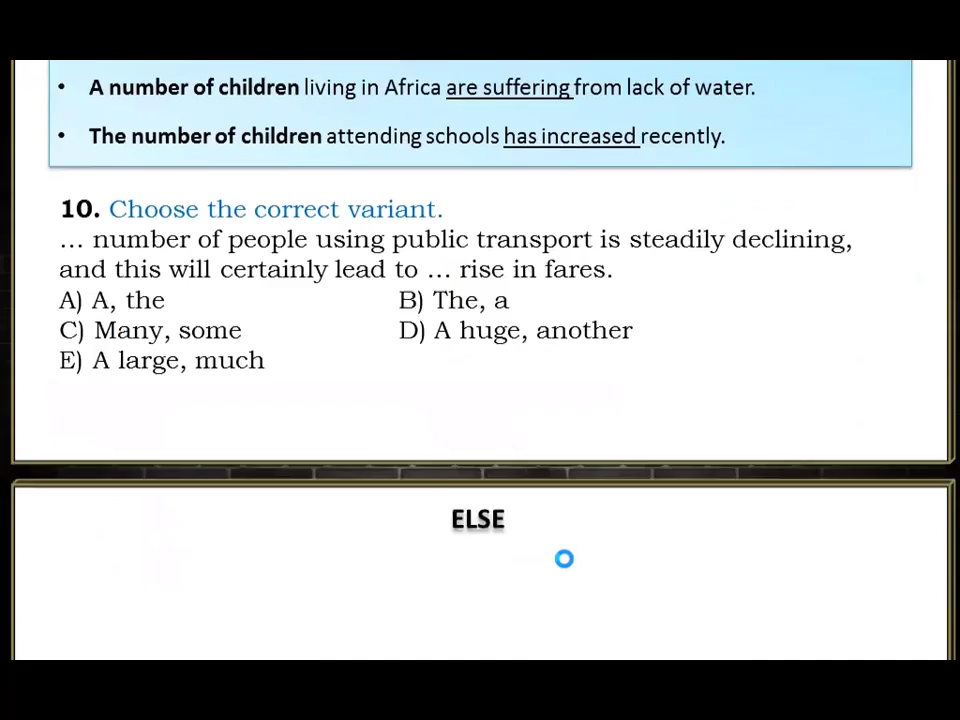 • A number of children living in Africa are suffering from lack of water.
• The number of children attending schools has increased recently.
10. Choose the correct variant.
... number of people using public transport is steadily declining,
and this will certainly lead to ... rise in fares.
A) A, the B) The, a
C) Many, some D) A huge, another
E) A large, much
ELSE